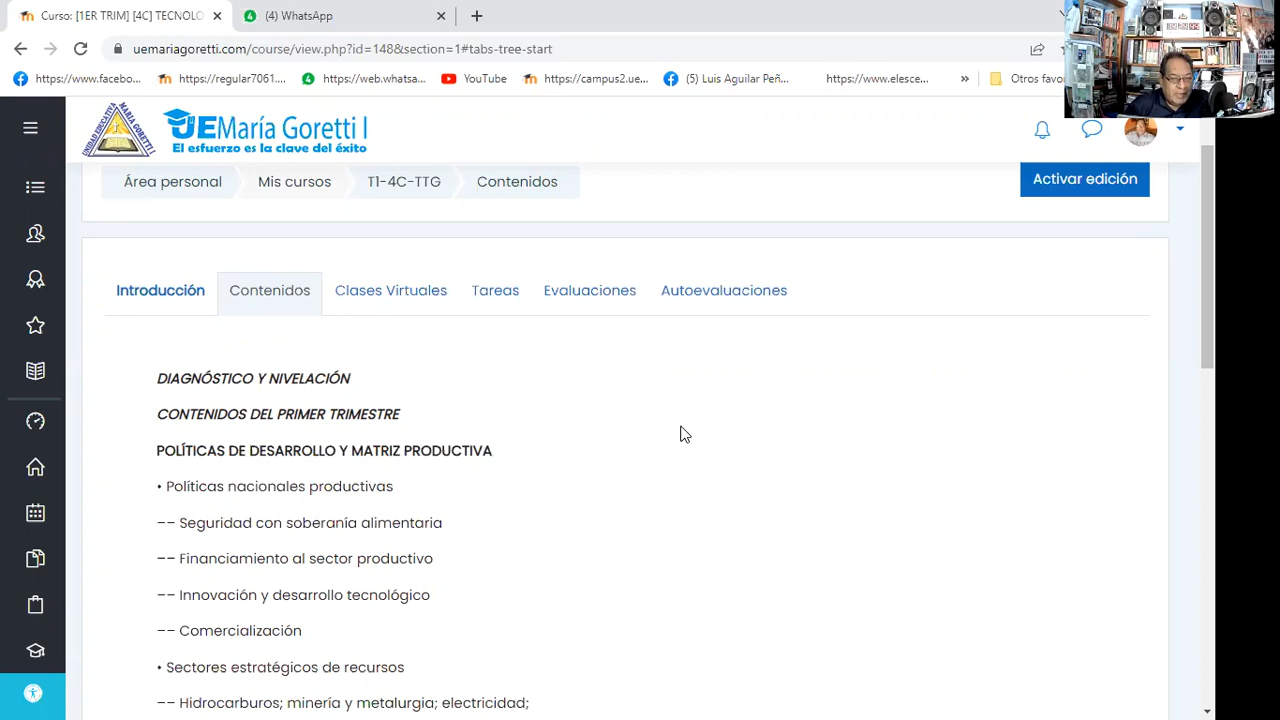 Curso: [1ER TRIM] [4C] TECNOLO
4 (4) WhatsApp
uemariagoretti.com/course/view.php?id=148&section=1#tabs-tree-start
https://www.facebo...
https://regular7061....
https://web.whatsa...
YouTube
https://campus2.ue...
(5) Luis Aguilar Peñ...
https://www.elesce...
»
Otros favo
UNIDAD EDUCATIVA MARIA GORETTI I
UEMaría Goretti I
El esfuerzo es la clave del éxito
Área personal Mis cursos T1-4C-TTG Contenidos
Activar edición
Introducción Contenidos Clases Virtuales Tareas Evaluaciones Autoevaluaciones
DIAGNÓSTICO Y NIVELACIÓN
CONTENIDOS DEL PRIMER TRIMESTRE
POLÍTICAS DE DESARROLLO Y MATRIZ PRODUCTIVA
• Políticas nacionales productivas
–– Seguridad con soberanía alimentaria
–– Financiamiento al sector productivo
–– Innovación y desarrollo tecnológico
–– Comercialización
• Sectores estratégicos de recursos
–– Hidrocarburos; minería y metalurgia; electricidad;